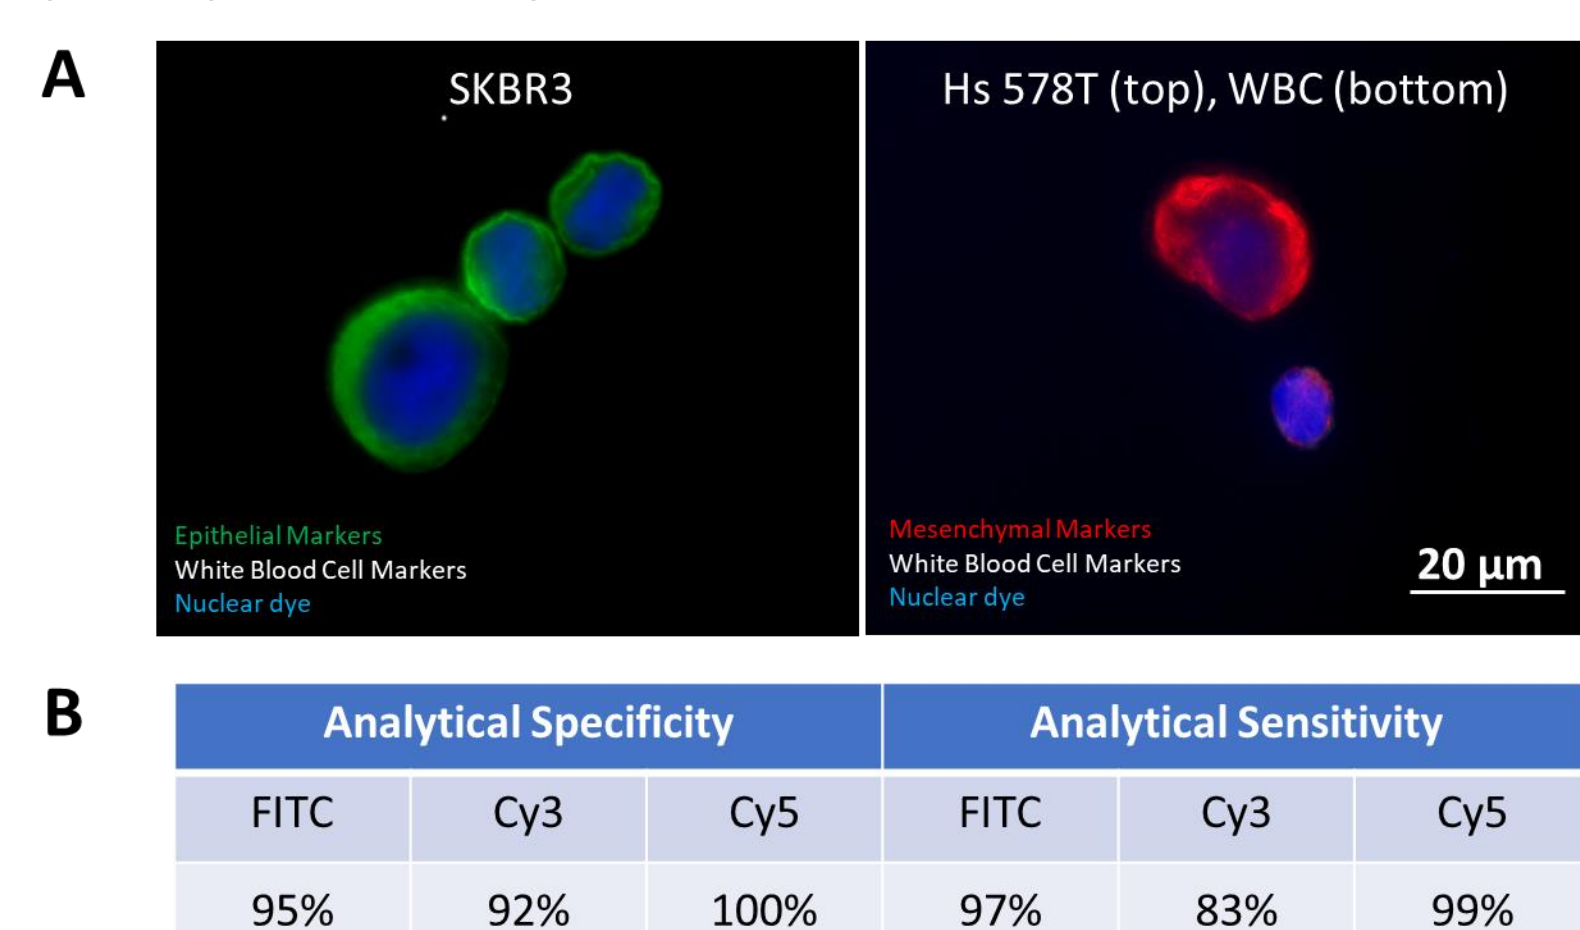 A
SKBR3
Hs 578T (top), WBC (bottom)
Epithelial Markers
White Blood Cell Markers
Nuclear dye
Mesenchymal Markers
White Blood Cell Markers
Nuclear dye
20 µm
B
Analytical Specificity Analytical Sensitivity
FITC Cy3 Cy5 FITC Cy3 Cy5
95% 92% 100% 97% 83% 99%